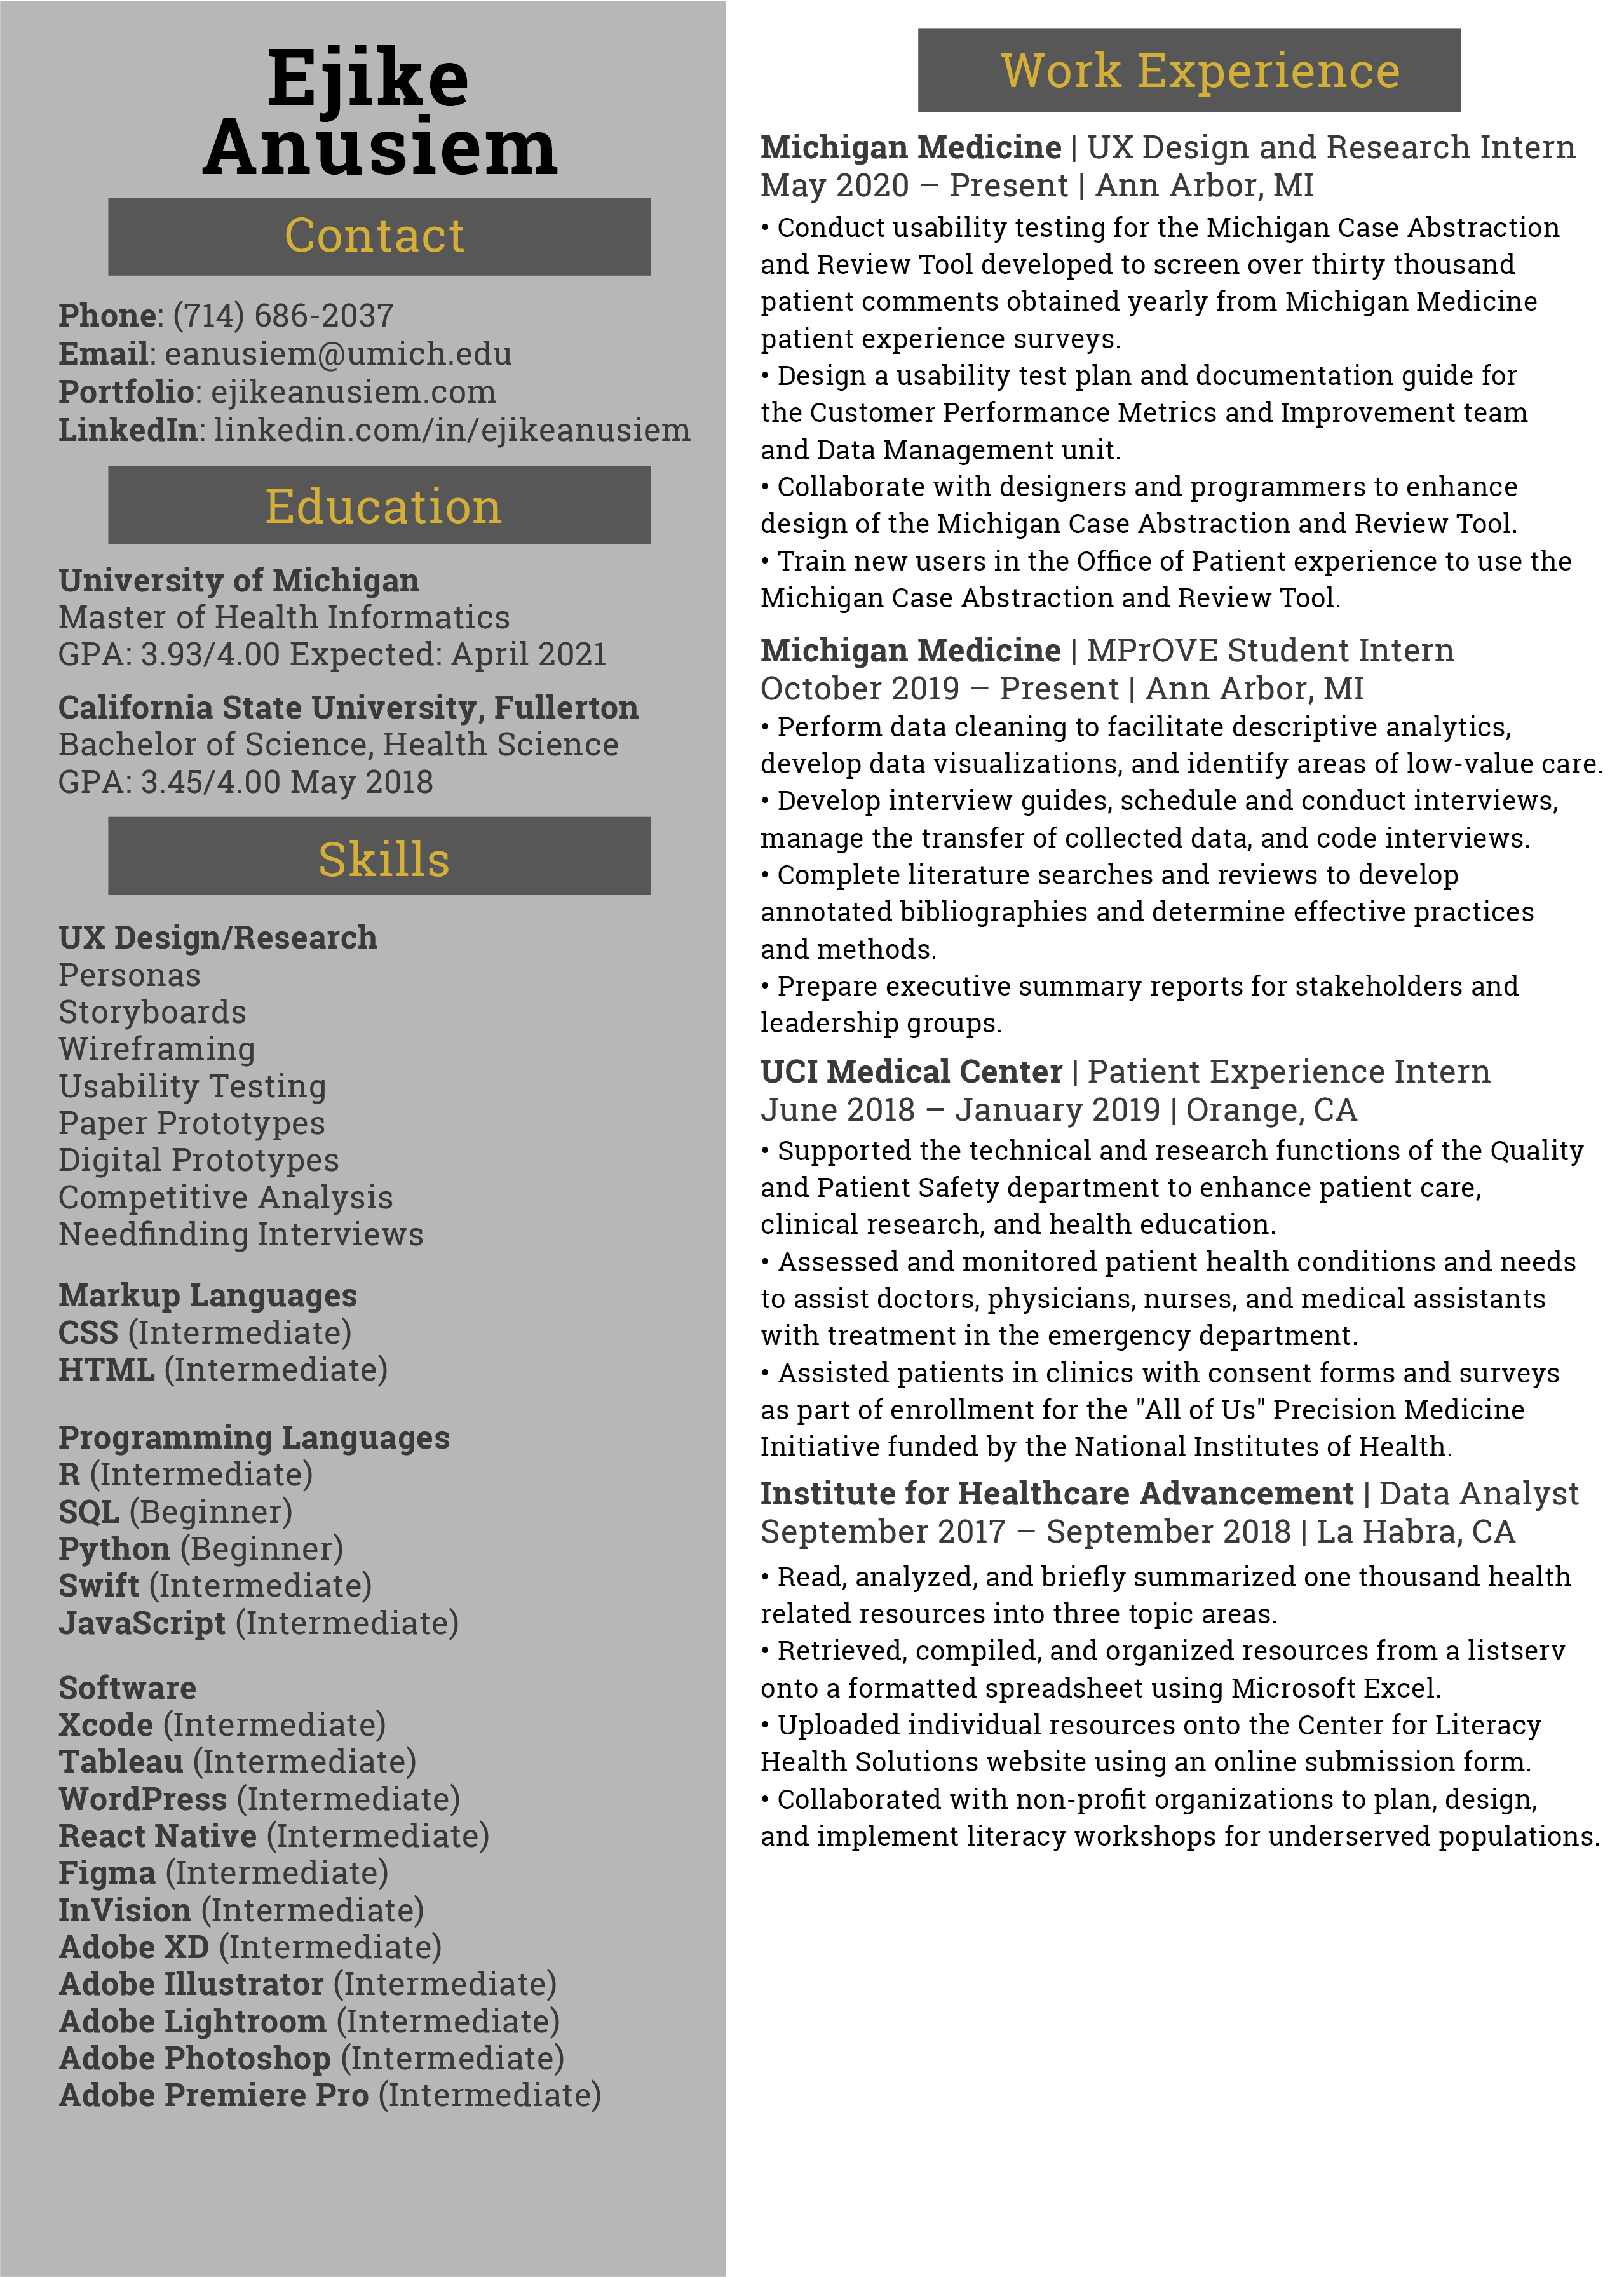 Ejike
Anusiem
Contact
Phone: (714) 686-2037
Email: eanusiem@umich.edu
Portfolio: ejikeanusiem.com
LinkedIn: linkedin.com/in/ejikeanusiem
Education
University of Michigan
Master of Health Informatics
GPA: 3.93/4.00 Expected: April 2021
California State University, Fullerton
Bachelor of Science, Health Science
GPA: 3.45/4.00 May 2018
Skills
UX Design/Research
Personas
Storyboards
Wireframing
Usability Testing
Paper Prototypes
Digital Prototypes
Competitive Analysis
Needfinding Interviews
Markup Languages
CSS (Intermediate)
HTML (Intermediate)
Programming Languages
R (Intermediate)
SQL (Beginner)
Python (Beginner)
Swift (Intermediate)
JavaScript (Intermediate)
Software
Xcode (Intermediate)
Tableau (Intermediate)
WordPress (Intermediate)
React Native (Intermediate)
Figma (Intermediate)
InVision (Intermediate)
Adobe XD (Intermediate)
Adobe Illustrator (Intermediate)
Adobe Lightroom (Intermediate)
Adobe Photoshop (Intermediate)
Adobe Premiere Pro (Intermediate)
Work Experience
Michigan Medicine | UX Design and Research Intern
May 2020 – Present | Ann Arbor, MI
• Conduct usability testing for the Michigan Case Abstraction
and Review Tool developed to screen over thirty thousand
patient comments obtained yearly from Michigan Medicine
patient experience surveys.
• Design a usability test plan and documentation guide for
the Customer Performance Metrics and Improvement team
and Data Management unit.
• Collaborate with designers and programmers to enhance
design of the Michigan Case Abstraction and Review Tool.
• Train new users in the Office of Patient experience to use the
Michigan Case Abstraction and Review Tool.
Michigan Medicine | MPrOVE Student Intern
October 2019 – Present | Ann Arbor, MI
• Perform data cleaning to facilitate descriptive analytics,
develop data visualizations, and identify areas of low-value care.
• Develop interview guides, schedule and conduct interviews,
manage the transfer of collected data, and code interviews.
• Complete literature searches and reviews to develop
annotated bibliographies and determine effective practices
and methods.
• Prepare executive summary reports for stakeholders and
leadership groups.
UCI Medical Center | Patient Experience Intern
June 2018 – January 2019 | Orange, CA
• Supported the technical and research functions of the Quality
and Patient Safety department to enhance patient care,
clinical research, and health education.
• Assessed and monitored patient health conditions and needs
to assist doctors, physicians, nurses, and medical assistants
with treatment in the emergency department.
• Assisted patients in clinics with consent forms and surveys
as part of enrollment for the "All of Us" Precision Medicine
Initiative funded by the National Institutes of Health.
Institute for Healthcare Advancement | Data Analyst
September 2017 – September 2018 | La Habra, CA
• Read, analyzed, and briefly summarized one thousand health
related resources into three topic areas.
• Retrieved, compiled, and organized resources from a listserv
onto a formatted spreadsheet using Microsoft Excel.
• Uploaded individual resources onto the Center for Literacy
Health Solutions website using an online submission form.
• Collaborated with non-profit organizations to plan, design,
and implement literacy workshops for underserved populations.